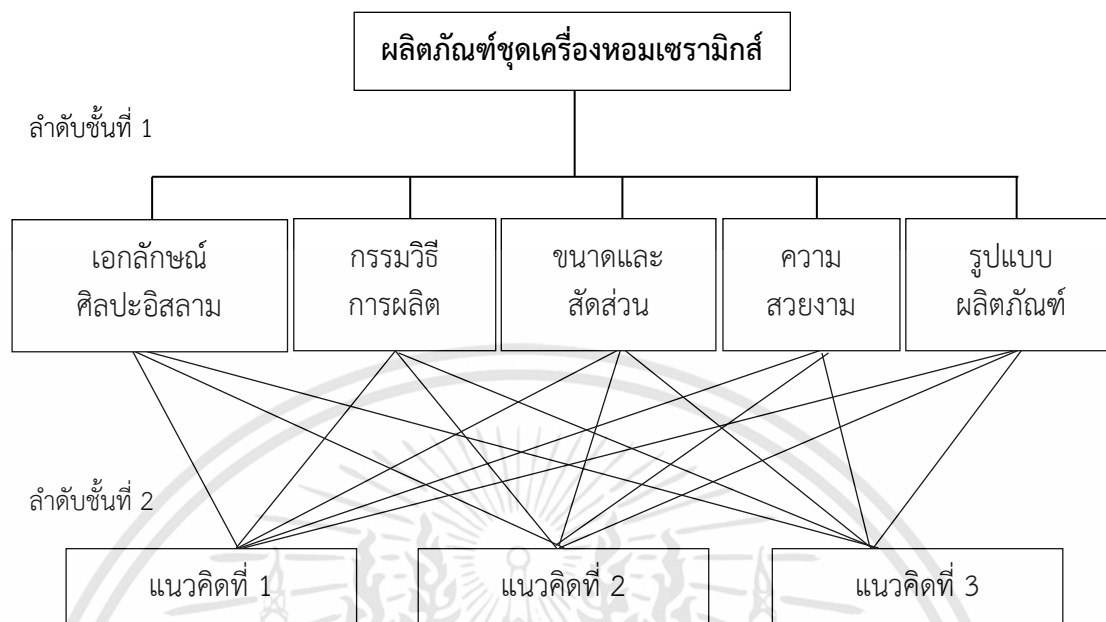 ผลิตภัณฑ์ชุดเครื่องหอมเซรามิกส์
ลำดับชั้นที่ 1
เอกลักษณ์
ศิลปะอิสลาม
กรรมวิธี
การผลิต
ขนาดและ
สัดส่วน
ความ
สวยงาม
รูปแบบ
ผลิตภัณฑ์
ลำดับชั้นที่ 2
แนวคิดที่ 1
แนวคิดที่ 2
แนวคิดที่ 3